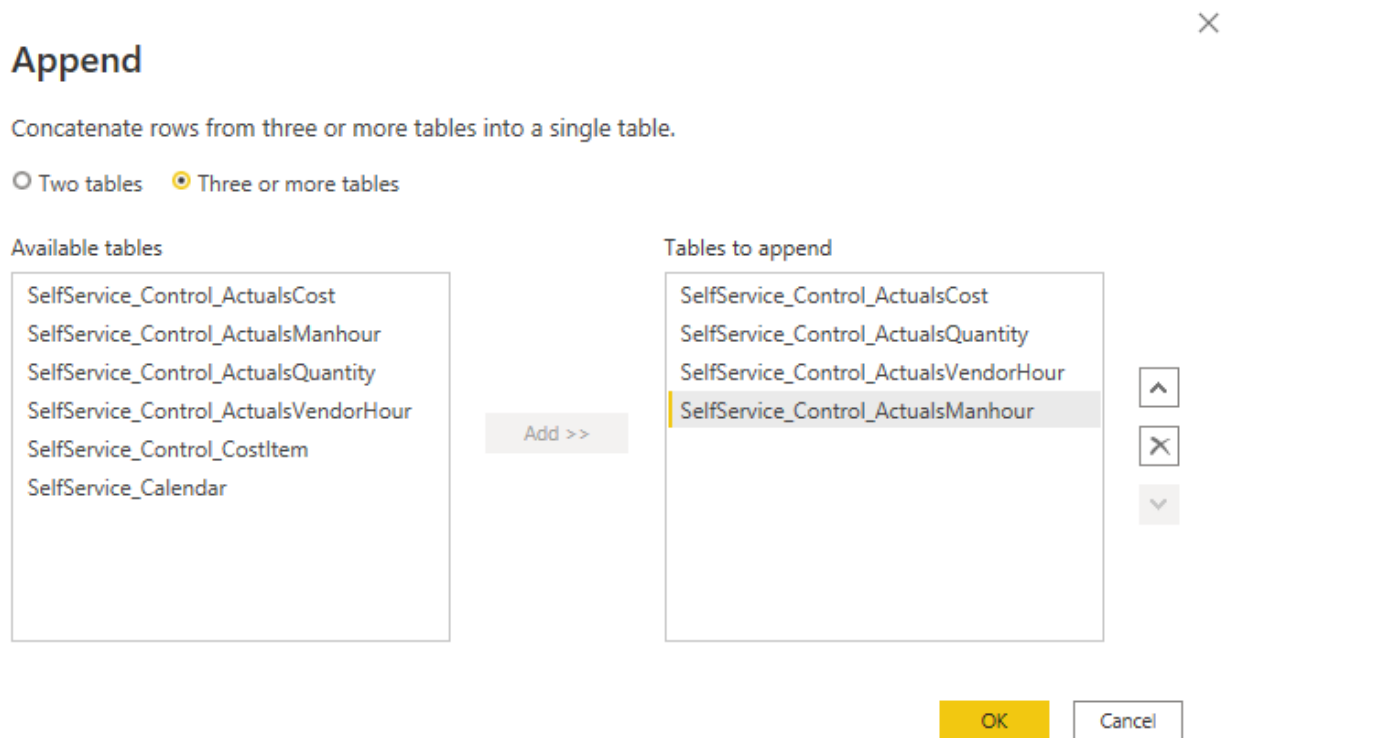 Append
Concatenate rows from three or more tables into a single table.
Two tables Three or more tables
Available tables
SelfService_Control_ActualsCost
SelfService_Control_ActualsManhour
SelfService_Control_ActualsQuantity
SelfService_Control_ActualsVendorHour
SelfService_Control_CostItem
SelfService_Calendar
Add >>
Tables to append
SelfService_Control_ActualsCost
SelfService_Control_ActualsQuantity
SelfService_Control_ActualsVendorHour
SelfService_Control_ActualsManhour
OK Cancel